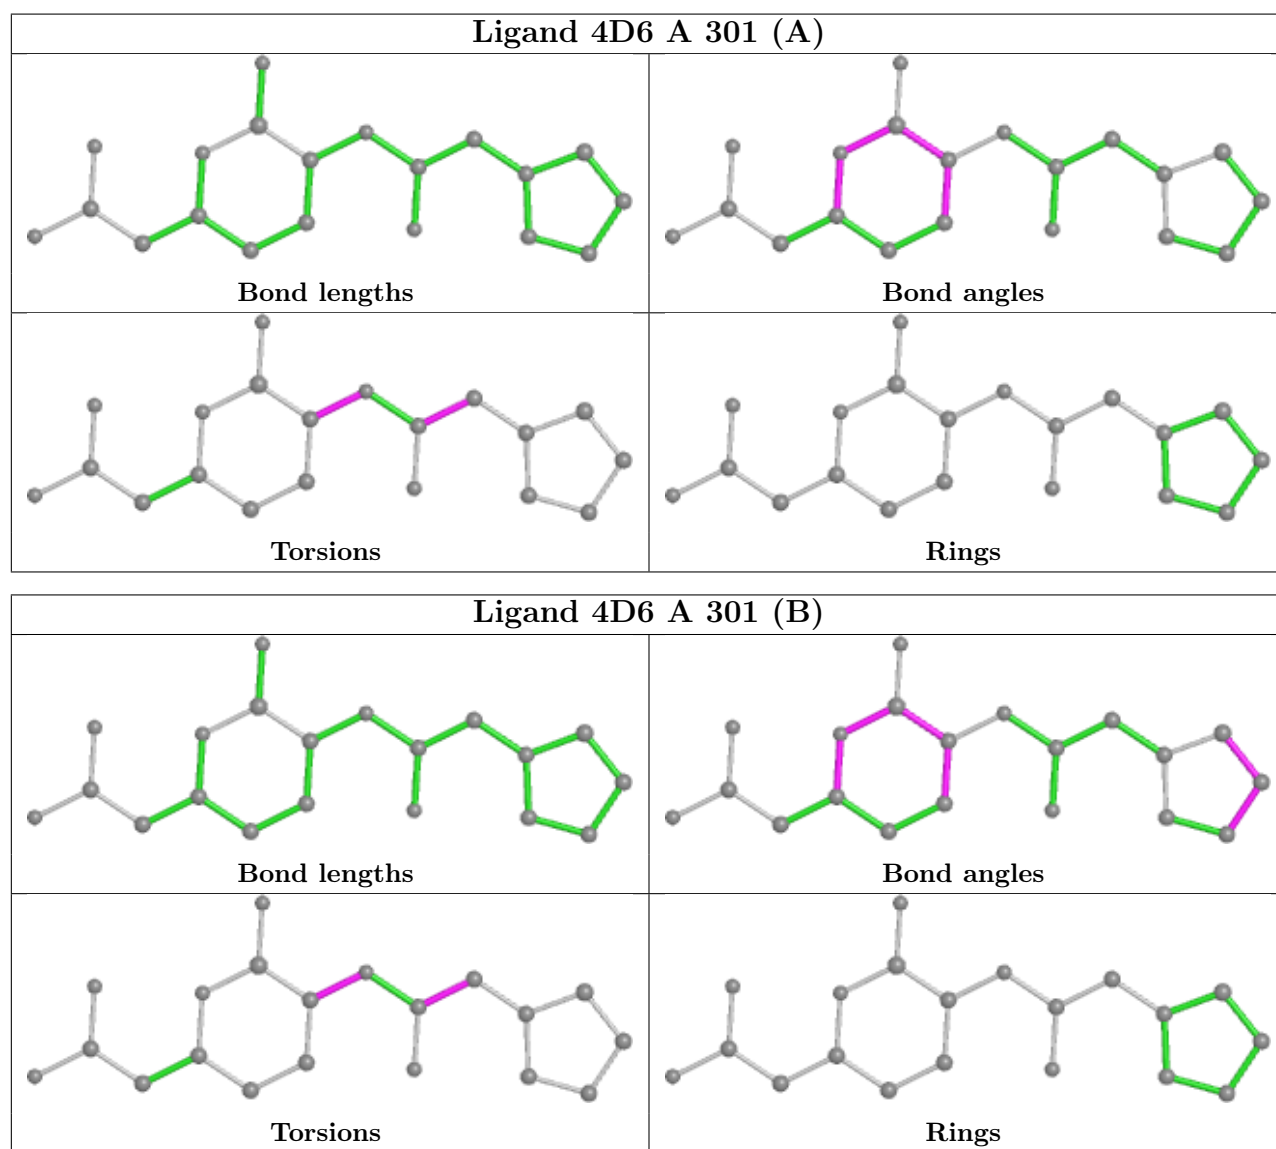 Ligand 4D6 A 301 (A)
Bond lengths
Bond angles
Torsions
Rings
Ligand 4D6 A 301 (B)
Bond lengths
Bond angles
Torsions
Rings